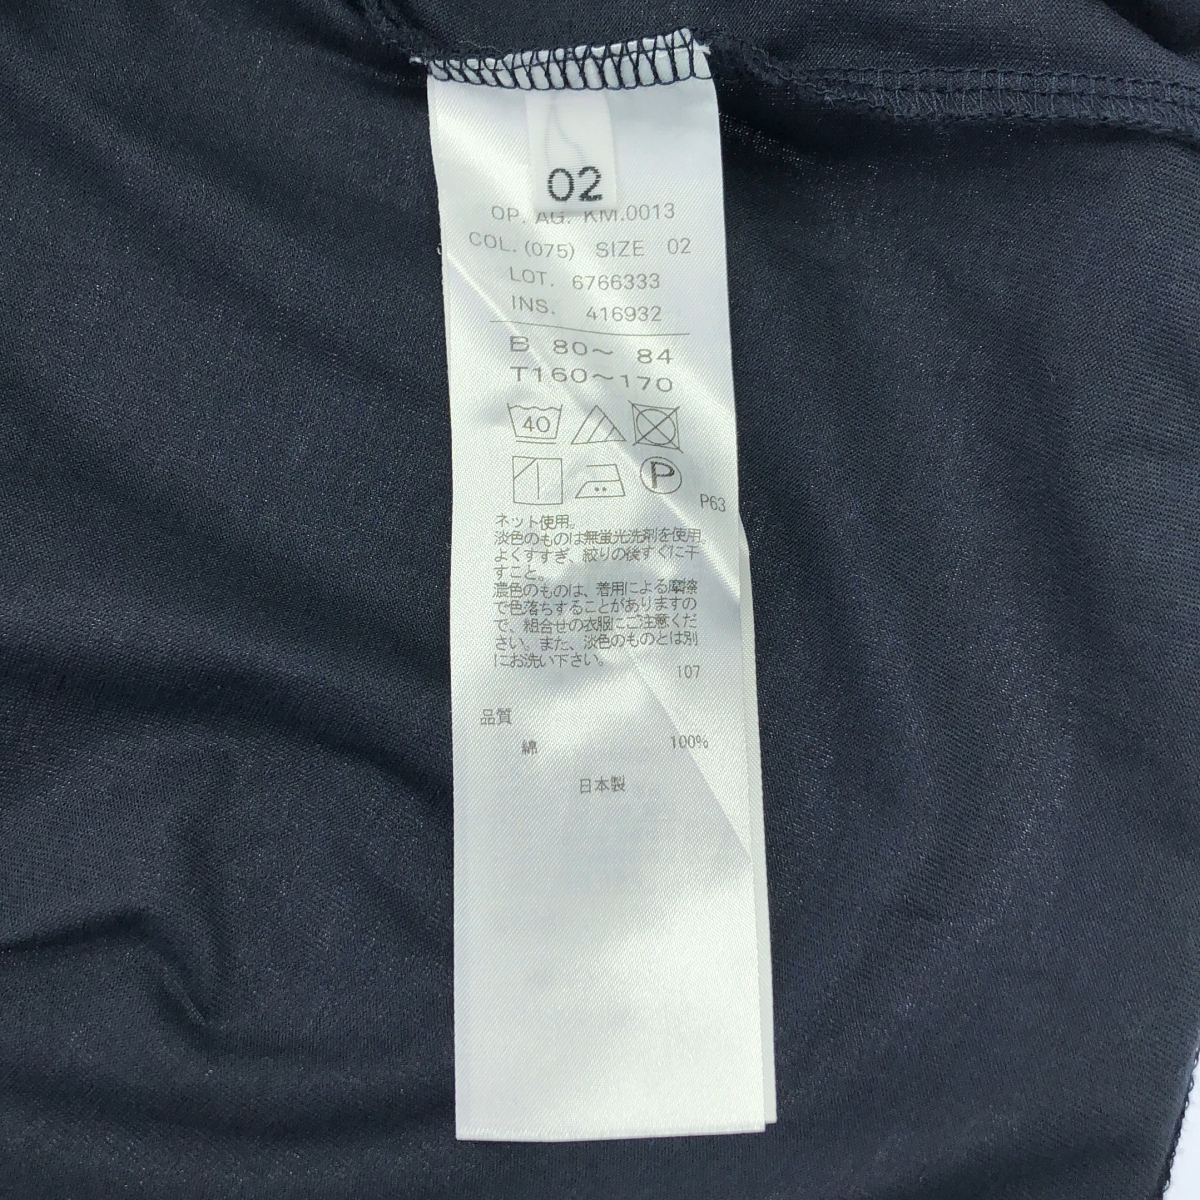 02
OP. AG. KM.0013
COL. (075) SIZE 02
LOT. 6766333
INS. 416932
B 80～ 84
T160～170
40
P
P63
ネット使用。
淡色のものは無蛍光洗剤を使用。
よくすすぎ、絞りの後すぐに干
すこと。
濃色のものは、着用による摩擦
で色落ちすることがありますの
で、組合せの衣服にご注意くだ
さい。また、淡色のものとは別
にお洗い下さい。
107
品質
綿 100%
日本製